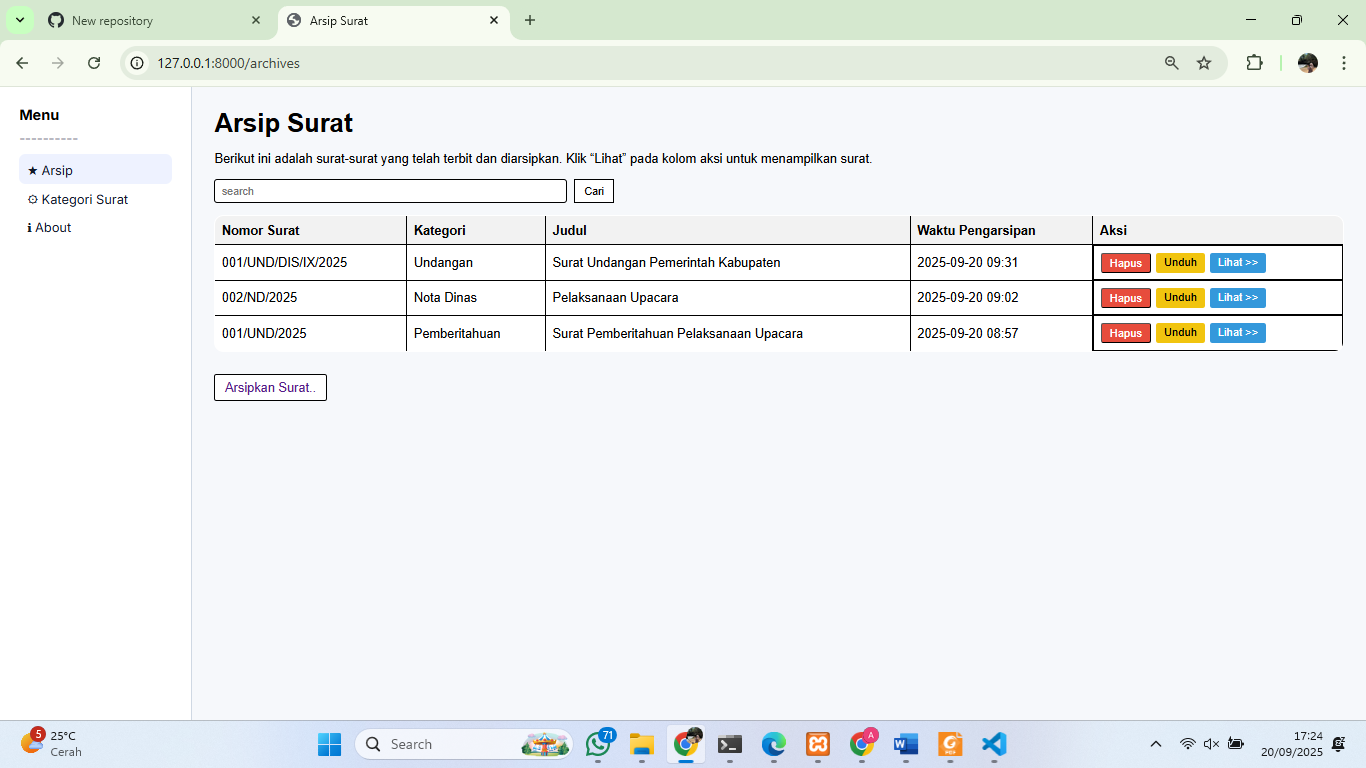 New repository
Arsip Surat
127.0.0.1:8000/archives
Menu
----------
★ Arsip
⚙ Kategori Surat
ℹ About
Arsip Surat
Berikut ini adalah surat-surat yang telah terbit dan diarsipkan. Klik “Lihat” pada kolom aksi untuk menampilkan surat.
search
Cari
Nomor Surat Kategori Judul Waktu Pengarsipan Aksi
001/UND/DIS/IX/2025 Undangan Surat Undangan Pemerintah Kabupaten 2025-09-20 09:31 Hapus Unduh Lihat >>
002/ND/2025 Nota Dinas Pelaksanaan Upacara 2025-09-20 09:02 Hapus Unduh Lihat >>
001/UND/2025 Pemberitahuan Surat Pemberitahuan Pelaksanaan Upacara 2025-09-20 08:57 Hapus Unduh Lihat >>
Arsipkan Surat..
5
25°C
Cerah
Search
71
A
17:24
20/09/2025